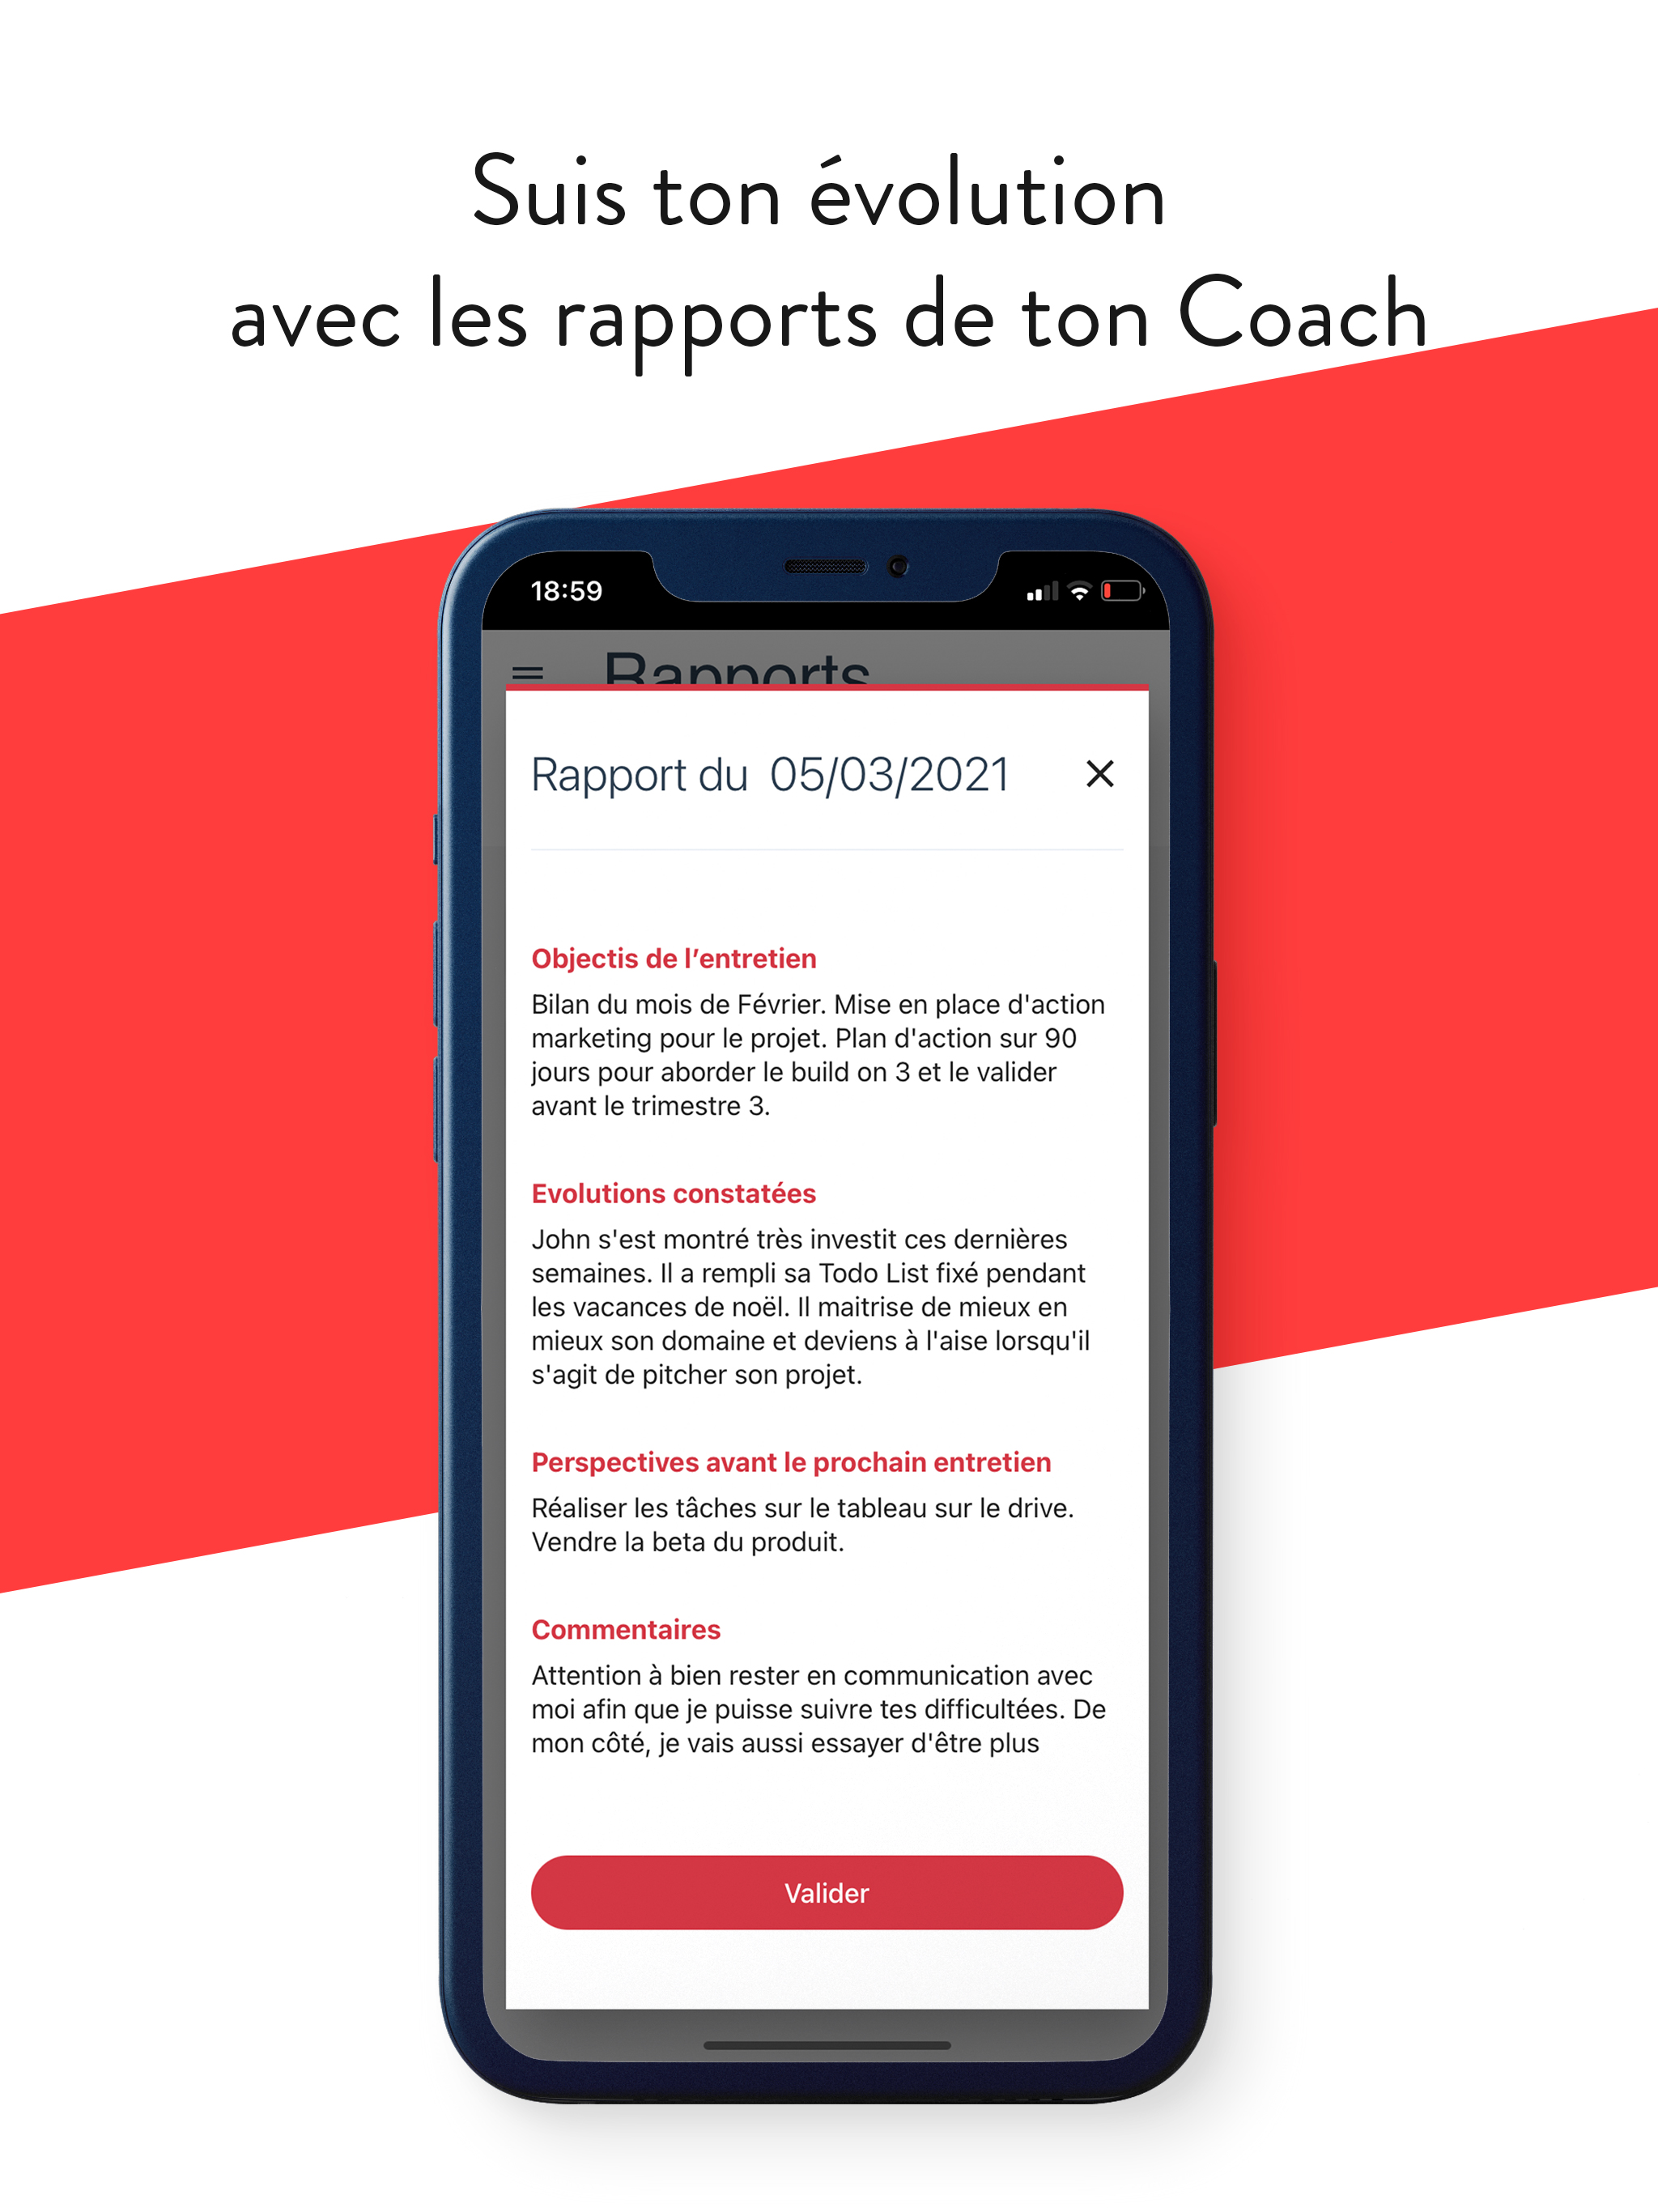 Suis ton évolution
avec les rapports de ton Coach
18:59
Rapports
Rapport du 05/03/2021
Objectis de l’entretien
Bilan du mois de Février. Mise en place d'action
marketing pour le projet. Plan d'action sur 90
jours pour aborder le build on 3 et le valider
avant le trimestre 3.
Evolutions constatées
John s'est montré très investit ces dernières
semaines. Il a rempli sa Todo List fixé pendant
les vacances de noël. Il maitrise de mieux en
mieux son domaine et deviens à l'aise lorsqu'il
s'agit de pitcher son projet.
Perspectives avant le prochain entretien
Réaliser les tâches sur le tableau sur le drive.
Vendre la beta du produit.
Commentaires
Attention à bien rester en communication avec
moi afin que je puisse suivre tes difficultées. De
mon côté, je vais aussi essayer d'être plus
Valider